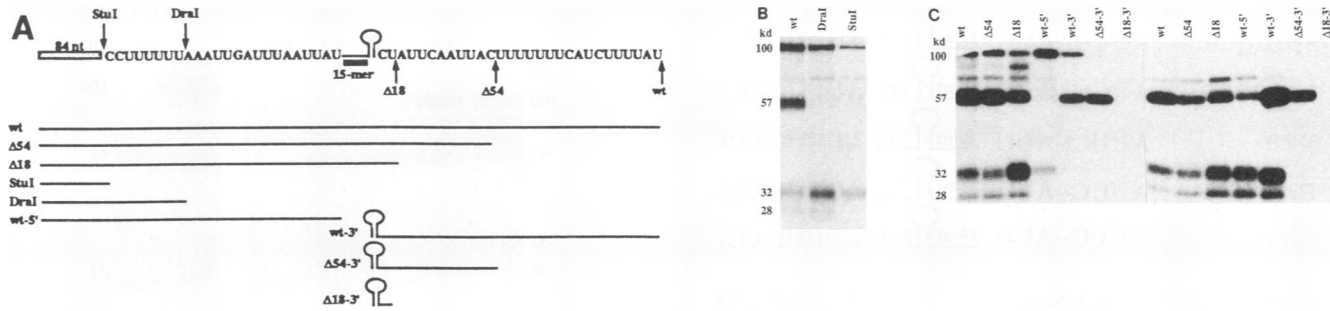 A
StuI
DraI
84 nt
CCUUUUUUAAAUUGAUUUAAUUAU
CUAUUCAAUUACUUUUUUUCAUCUUUUAU
15-mer
Δ18
Δ54
wt
wt
Δ54
Δ18
StuI
DraI
wt-5'
wt-3'
Δ54-3'
Δ18-3'
B
wt
DraI
StuI
kd
100
57
32
28
C
wt
Δ54
Δ18
wt-5'
wt-3'
Δ54-3'
Δ18-3'
wt
Δ54
Δ18
wt-5'
wt-3'
Δ54-3'
Δ18-3'
kd
100
57
32
28